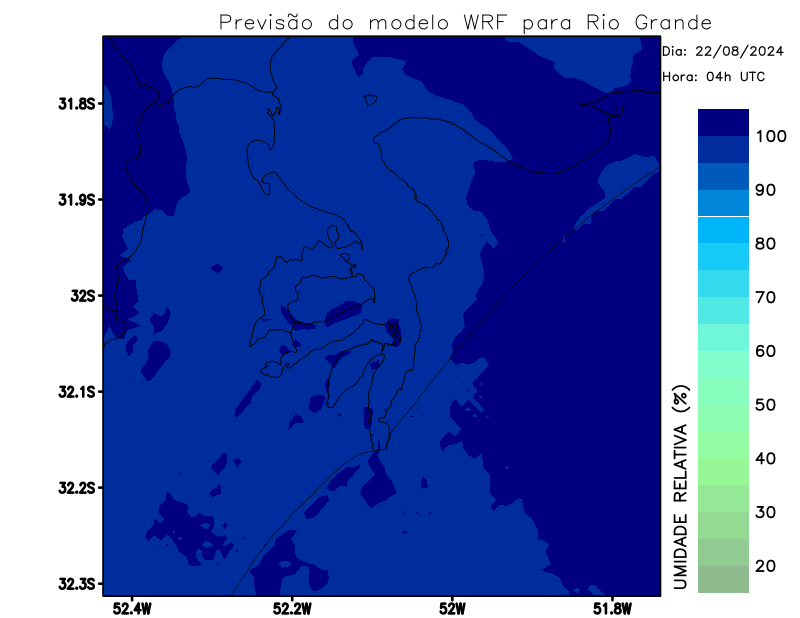 Previsão do modelo WRF para Rio Grande
Dia: 22/08/2024
Hora: 04h UTC
31.8S
31.9S
32S
32.1S
32.2S
32.3S
52.4W
52.2W
52W
51.8W
UMIDADE RELATIVA (%)
100
90
80
70
60
50
40
30
20